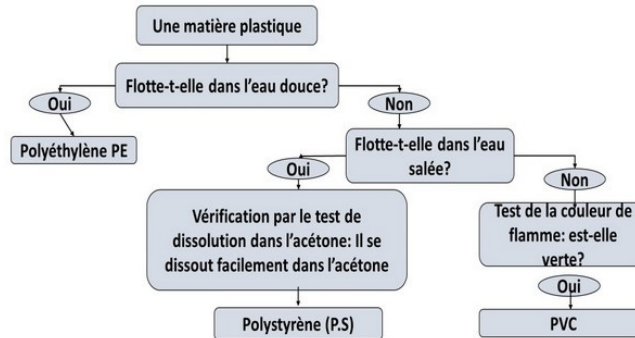 Une matière plastique
Flotte-t-elle dans l'eau douce?
Oui
Non
Polyéthylène PE
Flotte-t-elle dans l'eau
salée?
Oui
Non
Vérification par le test de
dissolution dans l'acétone: Il se
dissout facilement dans l'acétone
Test de la couleur de
flamme: est-elle
verte?
Oui
Polystyrène (P.S)
PVC